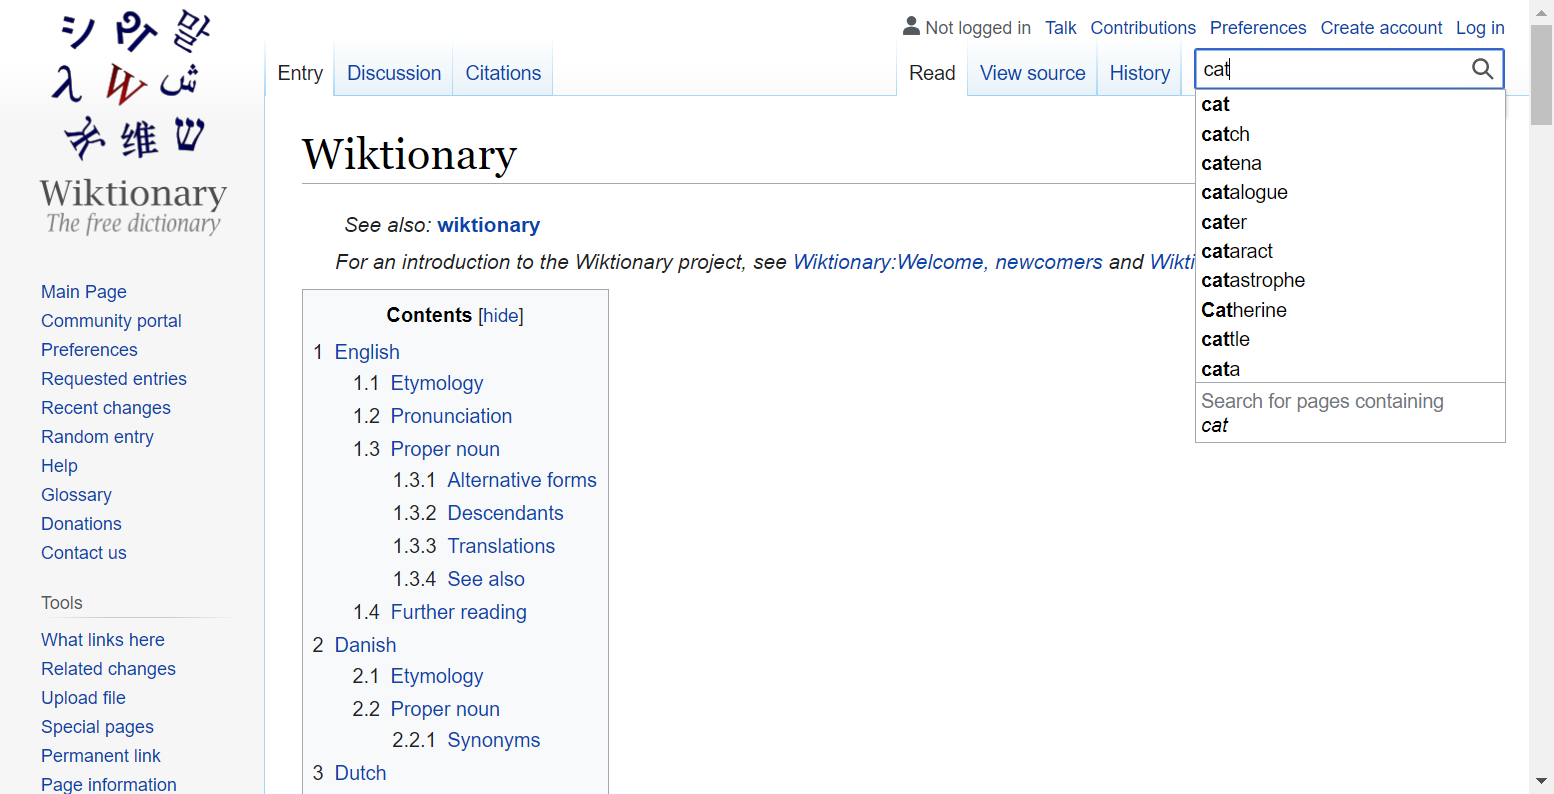 シ
말
λ
W
ش
维
ש
Wiktionary
The free dictionary
Main Page
Community portal
Preferences
Requested entries
Recent changes
Random entry
Help
Glossary
Donations
Contact us
Tools
What links here
Related changes
Upload file
Special pages
Permanent link
Page information
Not logged in Talk Contributions Preferences Create account Log in
Entry Discussion Citations Read View source History
cat
cat
catch
catena
catalogue
cater
cataract
catastrophe
Catherine
cattle
cata
Search for pages containing
cat
Wiktionary
See also: wiktionary
For an introduction to the Wiktionary project, see Wiktionary:Welcome, newcomers and Wikti
Contents [hide]
1 English
1.1 Etymology
1.2 Pronunciation
1.3 Proper noun
1.3.1 Alternative forms
1.3.2 Descendants
1.3.3 Translations
1.3.4 See also
1.4 Further reading
2 Danish
2.1 Etymology
2.2 Proper noun
2.2.1 Synonyms
3 Dutch